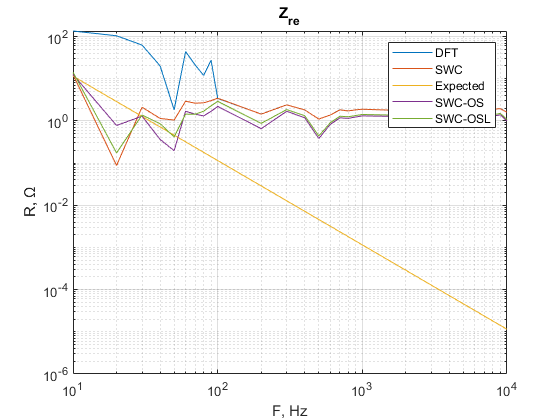 Z_re
10^2
10^0
10^-2
10^-4
10^-6
R, Ω
DFT
SWC
Expected
SWC-OS
SWC-OSL
10^1
10^2
10^3
10^4
F, Hz